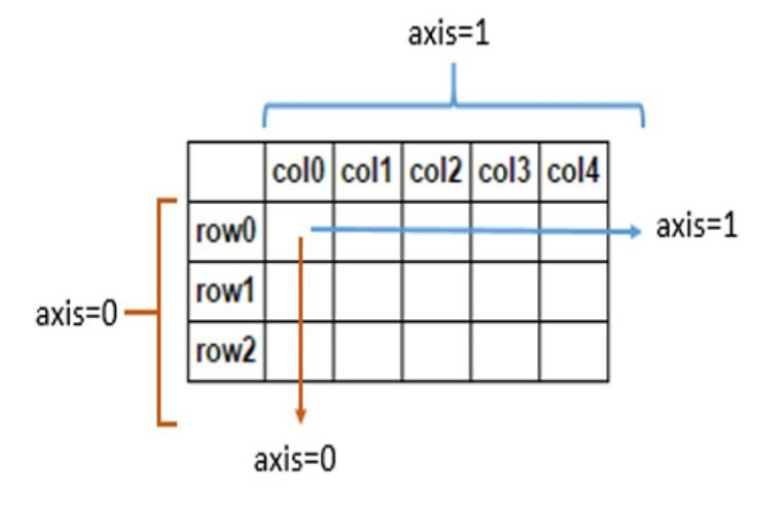 axis=1
col0 col1 col2 col3 col4
row0
axis=1
row1
axis=0
row2
axis=0